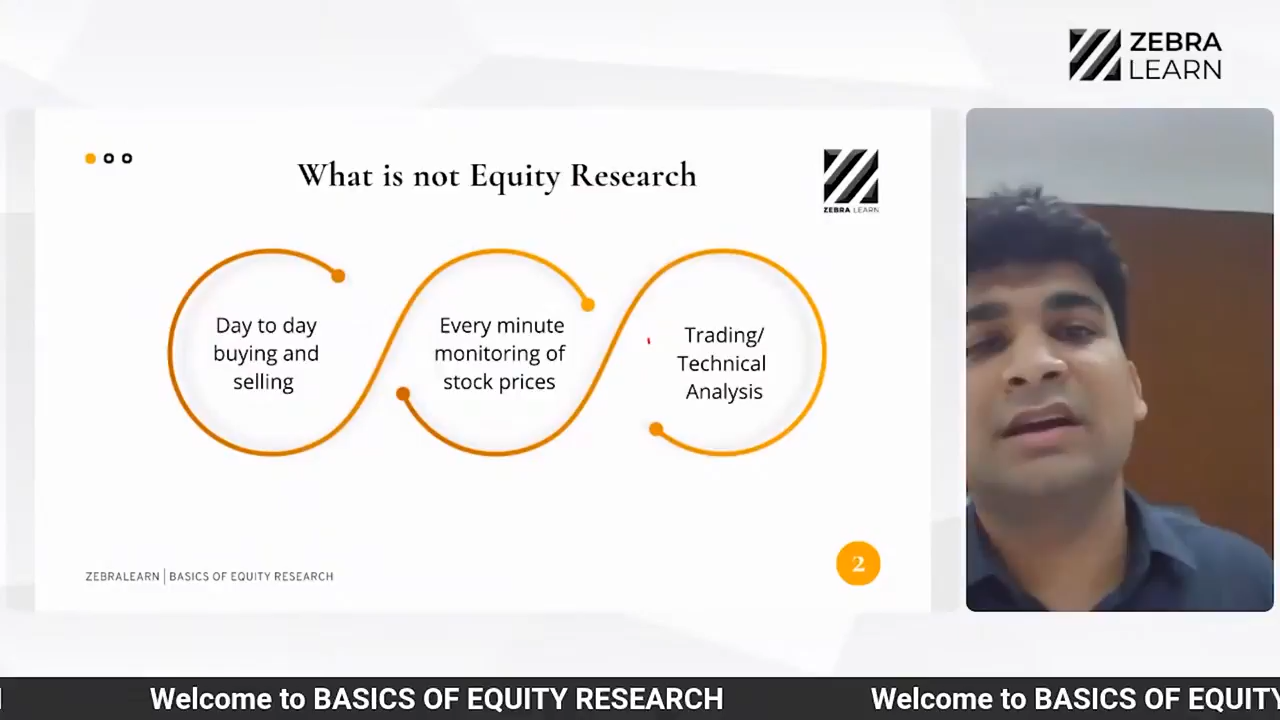 ZEBRA
LEARN
What is not Equity Research
ZEBRA LEARN
Day to day
buying and
selling
Every minute
monitoring of
stock prices
Trading/
Technical
Analysis
2
ZEBRALEARN | BASICS OF EQUITY RESEARCH
Welcome to BASICS OF EQUITY RESEARCH Welcome to BASICS OF EQUITY